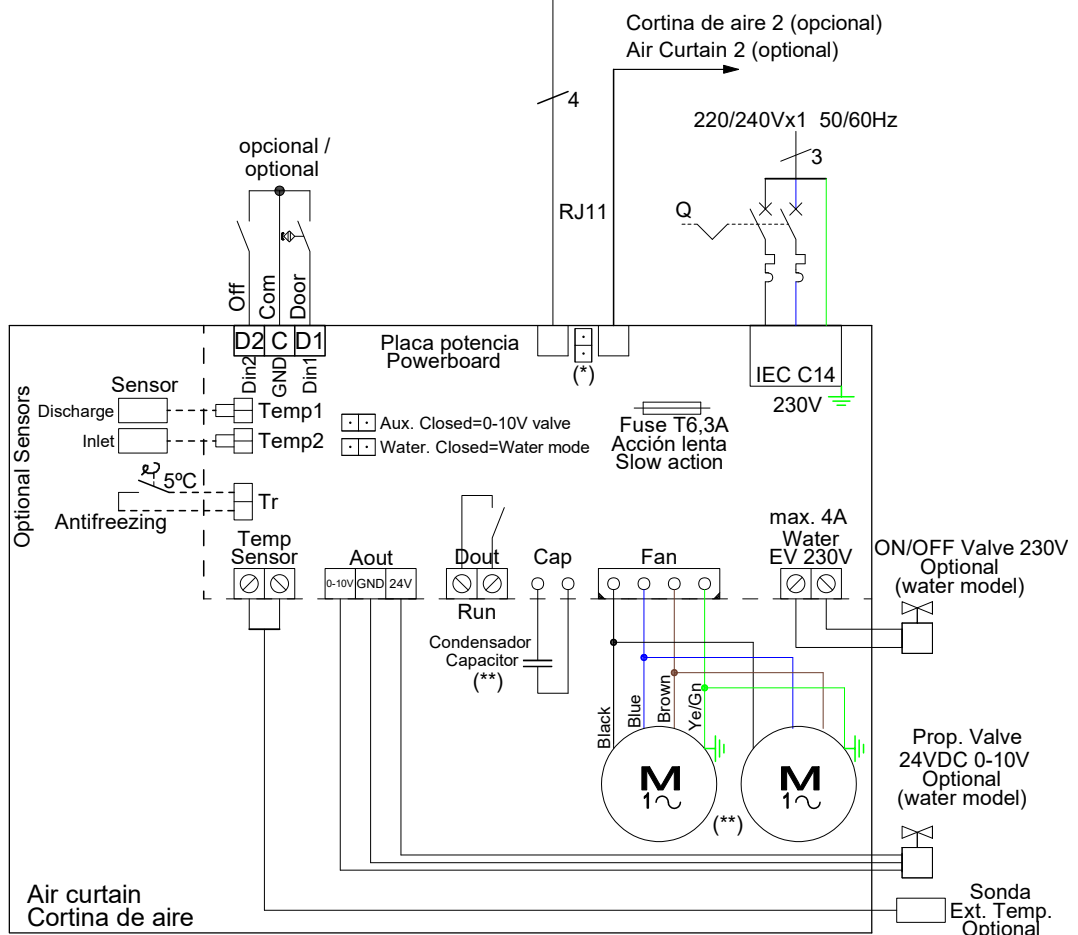 Cortina de aire 2 (opcional)
Air Curtain 2 (optional)
4
220/240Vx1 50/60Hz
3
opcional /
optional
RJ11
Q
Off
Com
Door
D2 C D1
Din2
GND
Din1
Placa potencia
Powerboard
(*)
IEC C14
230V
Optional Sensors
Sensor
Discharge
Temp1
Inlet
Temp2
Aux. Closed=0-10V valve
Water. Closed=Water mode
Fuse T6,3A
Acción lenta
Slow action
5ºC
Tr
Antifreezing
Temp
Sensor
Aout
0-10V GND 24V
Dout
Run
Cap
Fan
max. 4A
Water
EV 230V
ON/OFF Valve 230V
Optional
(water model)
Condensador
Capacitor
(**)
Black
Blue
Brown
Ye/Gn
M
1
M
1
(**)
Prop. Valve
24VDC 0-10V
Optional
(water model)
Air curtain
Cortina de aire
Sonda
Ext. Temp.
Optional